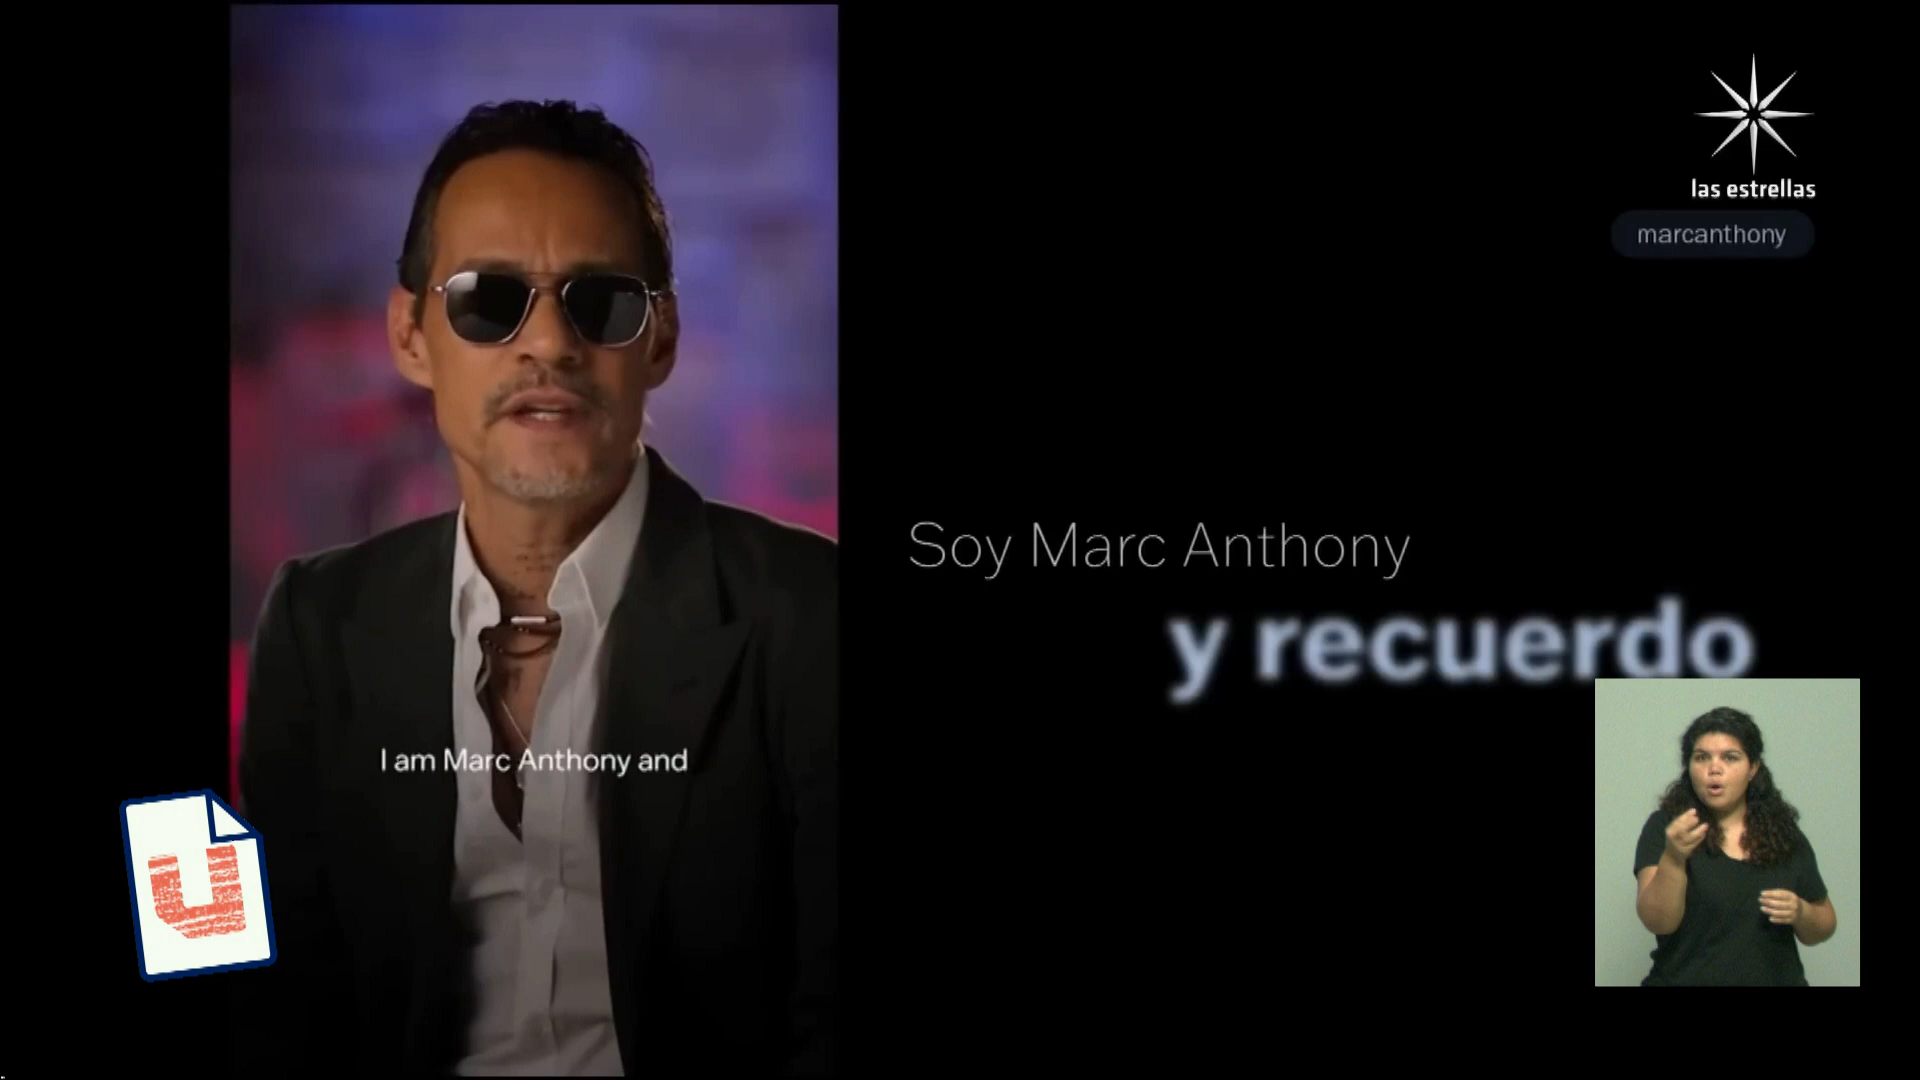 las estrellas
marcanthony
Soy Marc Anthony
y recuerdo
I am Marc Anthony and
U